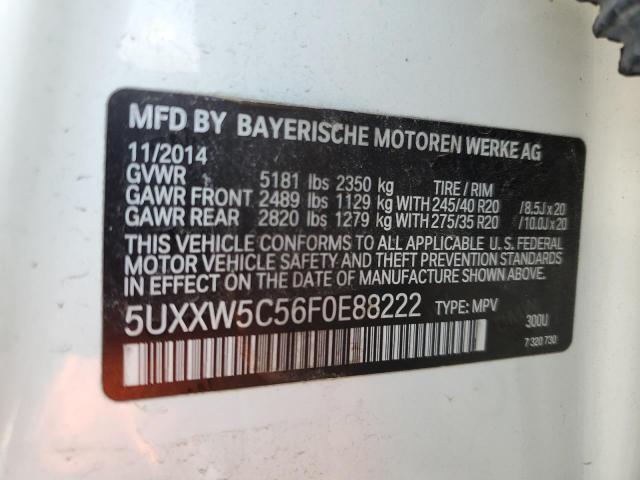 MFD BY BAYERISCHE MOTOREN WERKE AG
11/2014
GVWR 5181 lbs 2350 kg TIRE / RIM
GAWR FRONT 2489 lbs 1129 kg WITH 245/40 R20 /8.5J x 20
GAWR REAR 2820 lbs 1279 kg WITH 275/35 R20 /10.0J x 20
THIS VEHICLE CONFORMS TO ALL APPLICABLE U. S. FEDERAL
MOTOR VEHICLE SAFETY AND THEFT PREVENTION STANDARDS
IN EFFECT ON THE DATE OF MANUFACTURE SHOWN ABOVE.
5UXXW5C56F0E88222 TYPE: MPV
300U
7 320 730